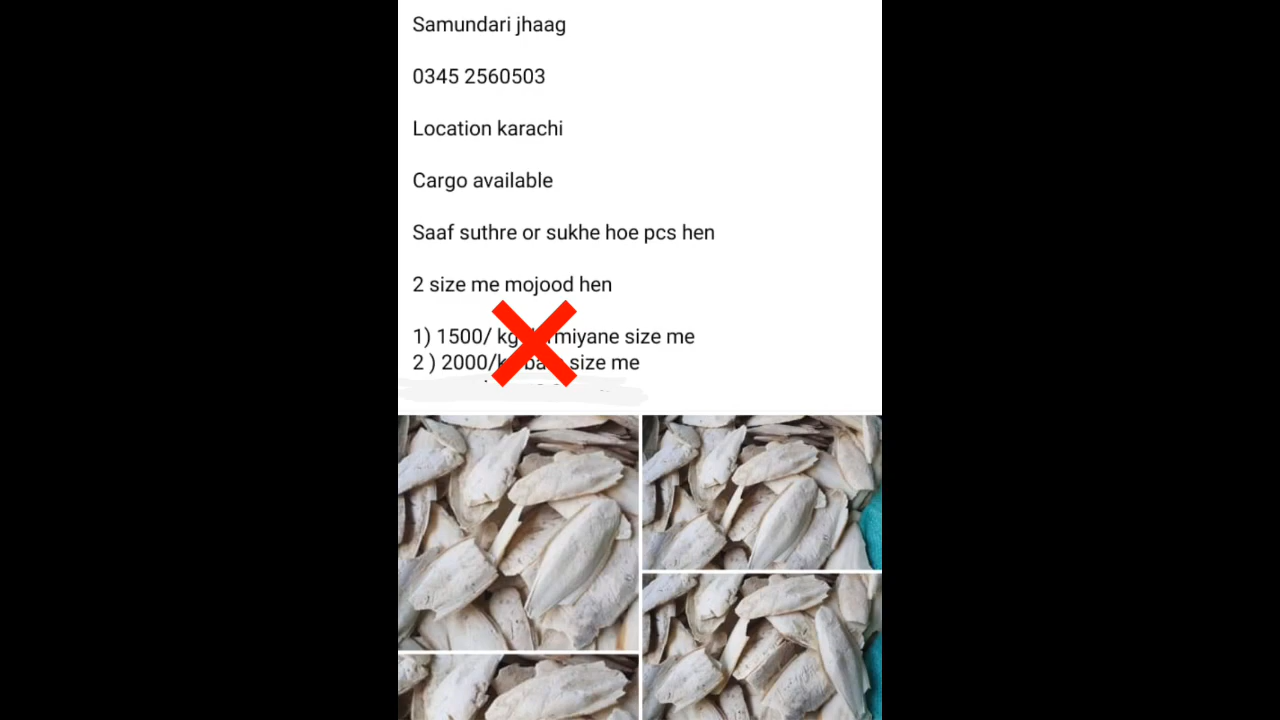 Samundari jhaag
0345 2560503
Location karachi
Cargo available
Saaf suthre or sukhe hoe pcs hen
2 size me mojood hen
1) 1500/ kg miyane size me
2 ) 2000/ size me